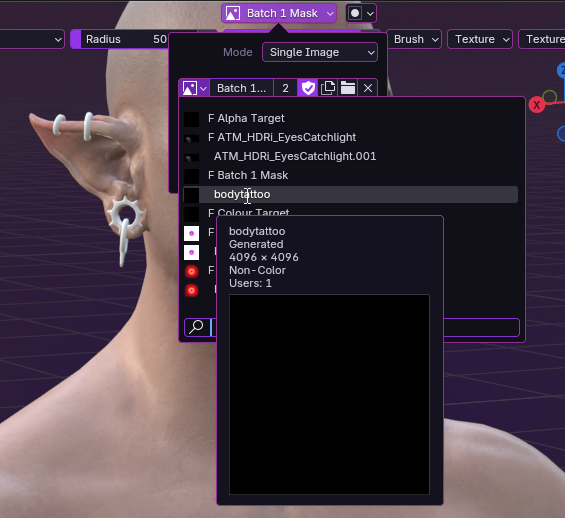 Batch 1 Mask
Radius 50
Brush
Texture
Texture
Mode Single Image
Batch 1... 2
F Alpha Target
F ATM_HDRi_EyesCatchlight
ATM_HDRi_EyesCatchlight.001
F Batch 1 Mask
bodytattoo
F Colour Target
F
F
bodytattoo
Generated
4096 × 4096
Non-Color
Users: 1
X
Z